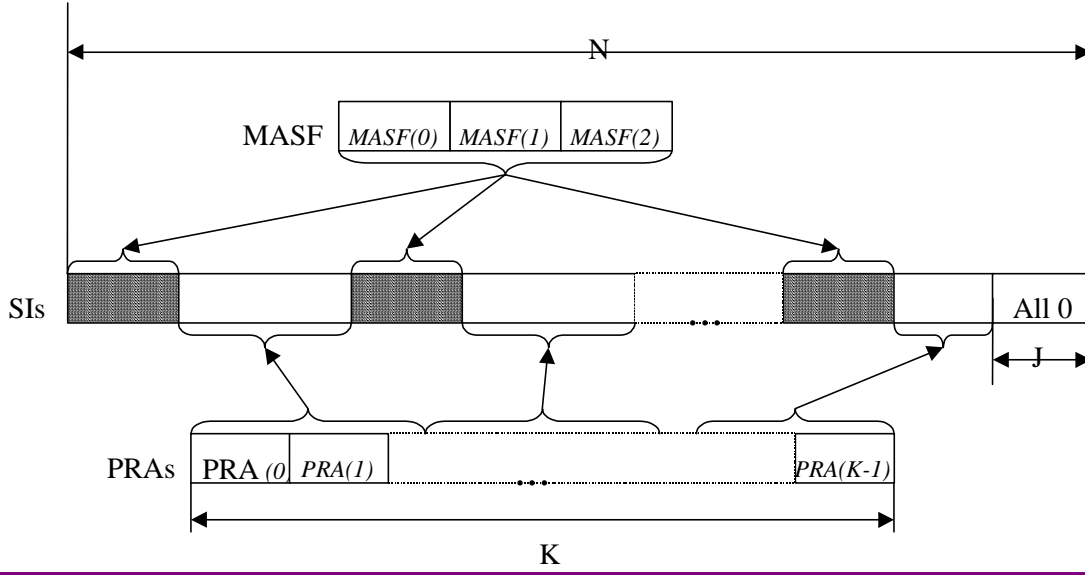 N
MASF MASF(0) MASF(1) MASF(2)
SIs ••• All 0
J
PRAs PRA (0 PRA(1) ••• PRA(K-1)
K